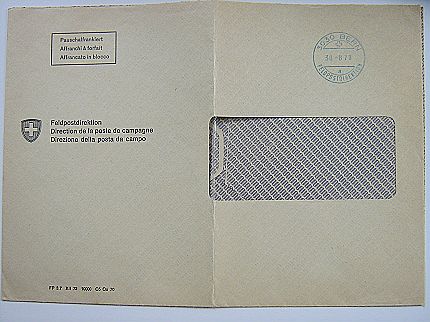 Pauschalfrankiert
Affranchi à forfait
Affrancato in blocco
3030 BERN
FELDPOSTDIREKTION
Feldpostdirektion
Direction de la poste de campagne
Direzione della posta da campo